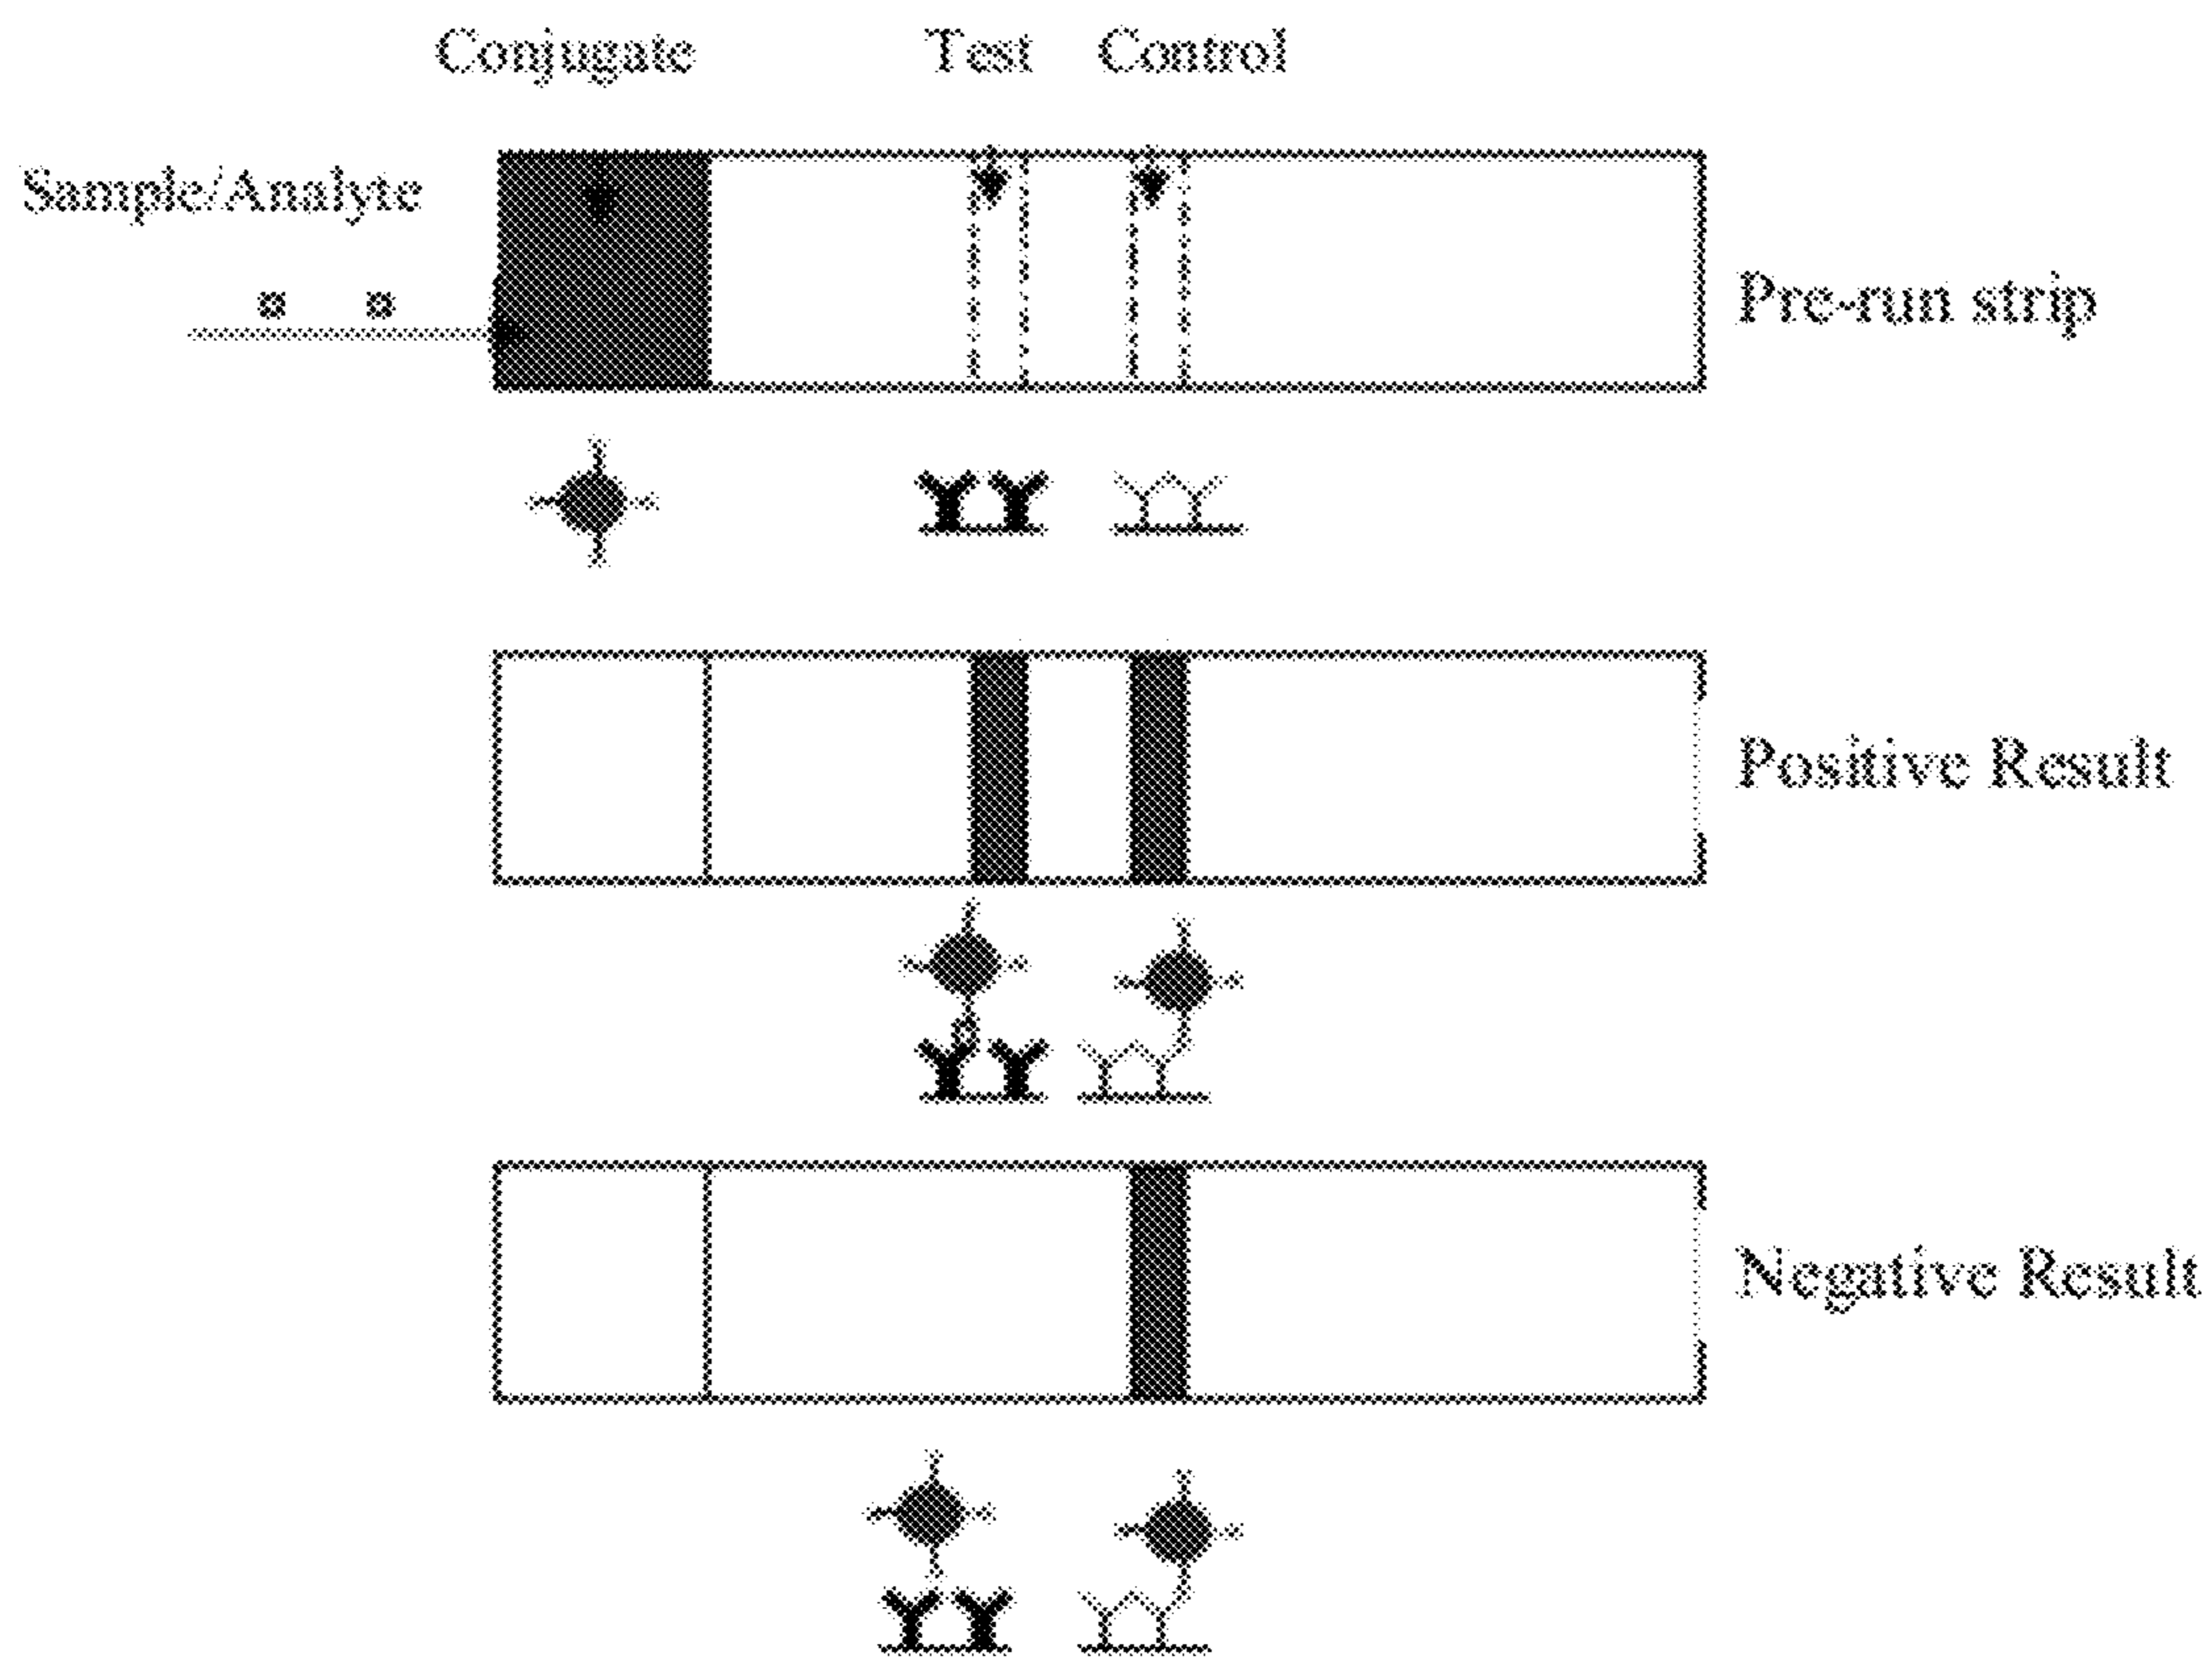 Conjugate Test Control
Sample/Analyte
Pre-run strip
Positive Result
Negative Result